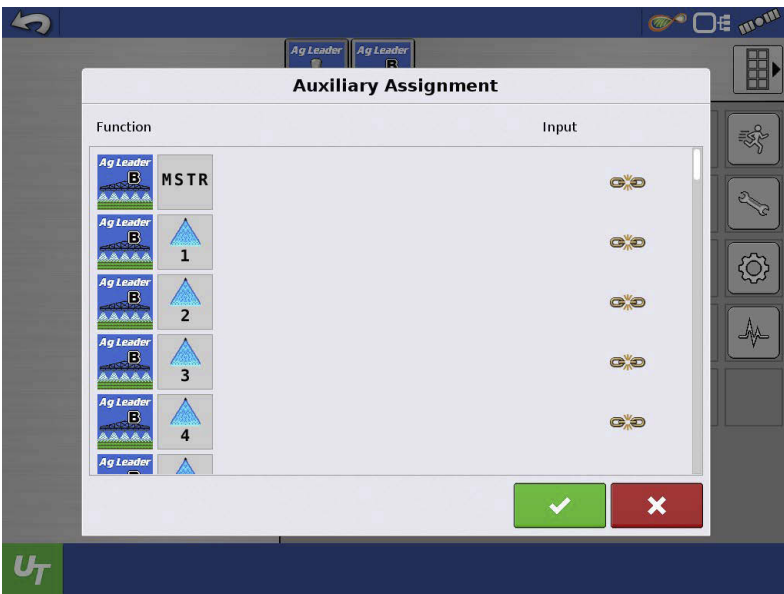 Ag Leader Ag Leader
B
Auxiliary Assignment
Function Input
Ag Leader
B MSTR
Ag Leader
B 1
Ag Leader
B 2
Ag Leader
B 3
Ag Leader
B 4
Ag Leader
UT